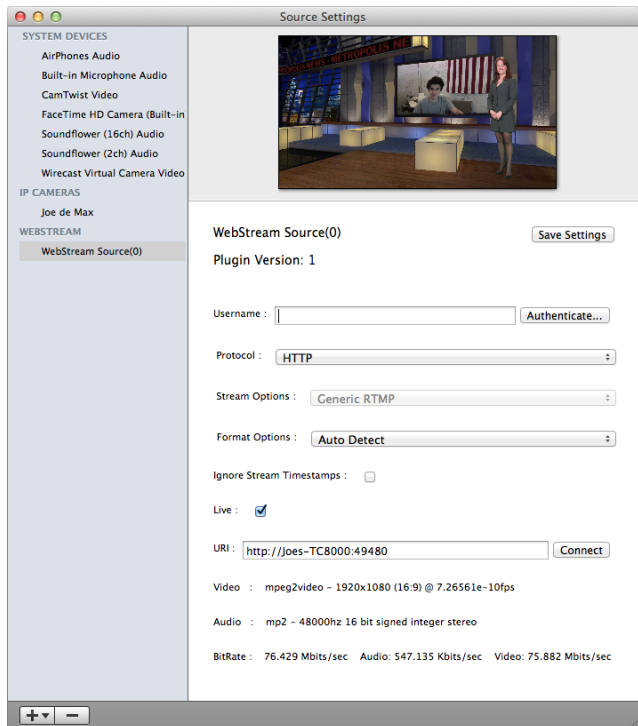 Source Settings
SYSTEM DEVICES
AirPhones Audio
Built-in Microphone Audio
CamTwist Video
FaceTime HD Camera (Built-in
Soundflower (16ch) Audio
Soundflower (2ch) Audio
Wirecast Virtual Camera Video
IP CAMERAS
Joe de Max
WEBSTREAM
WebStream Source(0)
METROPOLIS NE
WebStream Source(0)
Save Settings
Plugin Version: 1
Username :
Authenticate...
Protocol : HTTP
Stream Options : Generic RTMP
Format Options : Auto Detect
Ignore Stream Timestamps :
Live :
URI : http://Joes-TC8000:49480 Connect
Video : mpeg2video – 1920x1080 (16:9) @ 7.26561e-10fps
Audio : mp2 – 48000hz 16 bit signed integer stereo
BitRate : 76.429 Mbits/sec Audio: 547.135 Kbits/sec Video: 75.882 Mbits/sec